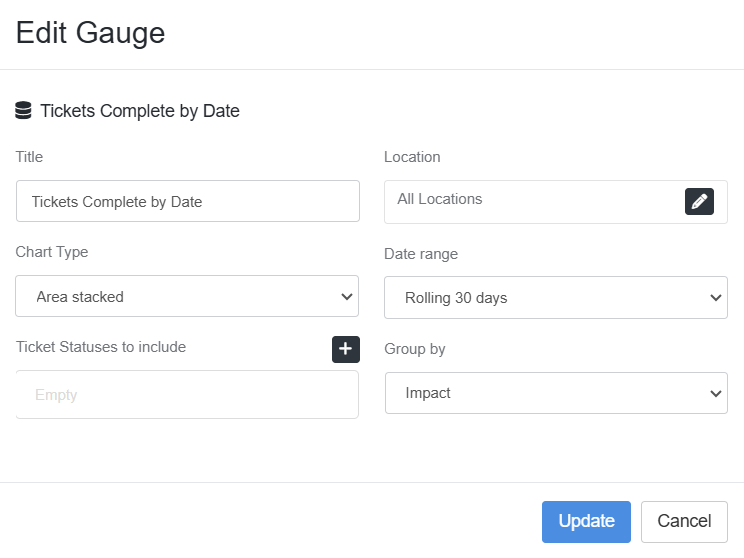 Edit Gauge
Tickets Complete by Date
Title
Location
Tickets Complete by Date
All Locations
Chart Type
Date range
Area stacked
Rolling 30 days
Ticket Statuses to include
Group by
Empty
Impact
Update
Cancel